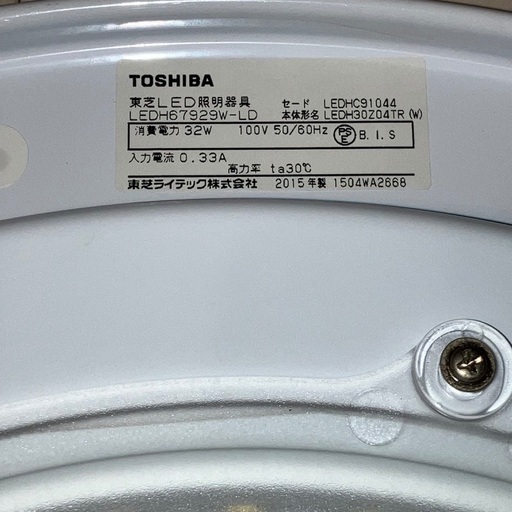 TOSHIBA
東芝LED照明器具 セード LEDHC91044
LEDH67929W-LD 本体形名 LEDH30Z04TR(W)
消費電力 32W 100V 50/60Hz PSE B.I.S
入力電流 0.33A
高力率 ta30℃
東芝ライテック株式会社 2015年製 1504WA2668